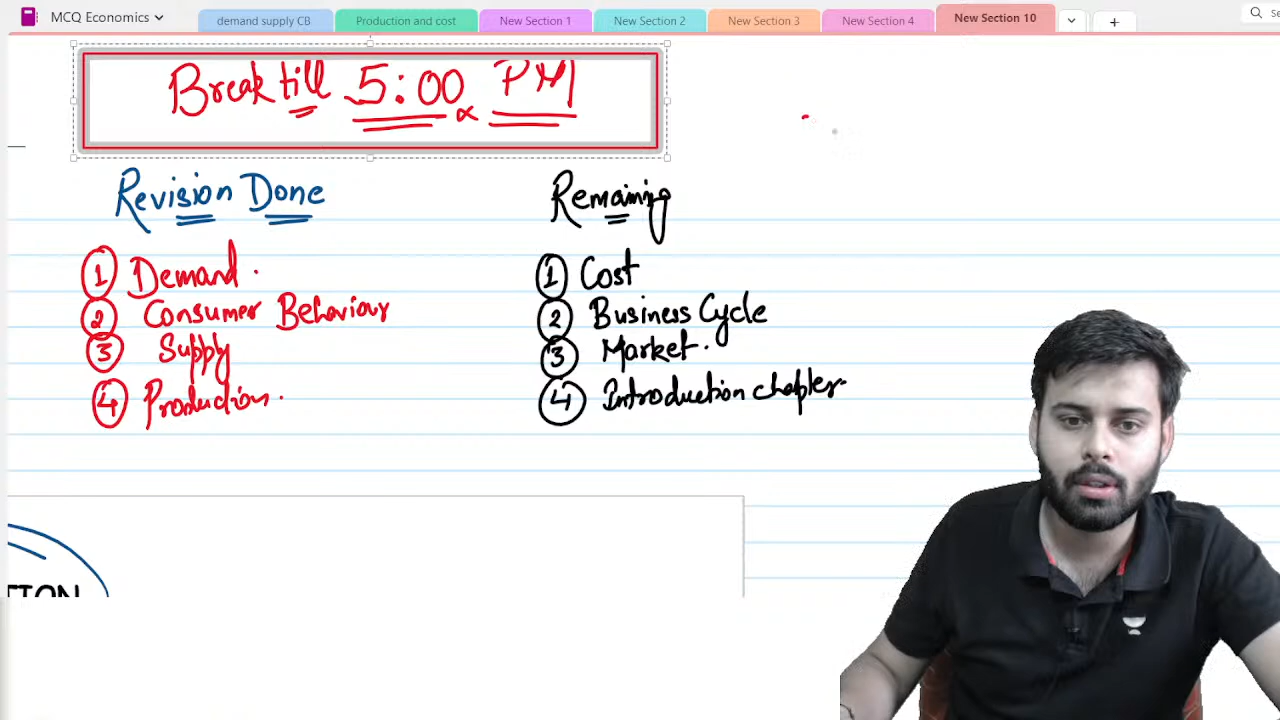 MCQ Economics
demand supply CB
Production and cost
New Section 1
New Section 2
New Section 3
New Section 4
New Section 10
Break till 5:00 PM
Revision Done
1 Demand.
2 Consumer Behaviour
3 Supply
4 Production.
Remaining
1 Cost
2 Business Cycle
3 Market.
4 Introduction chapter